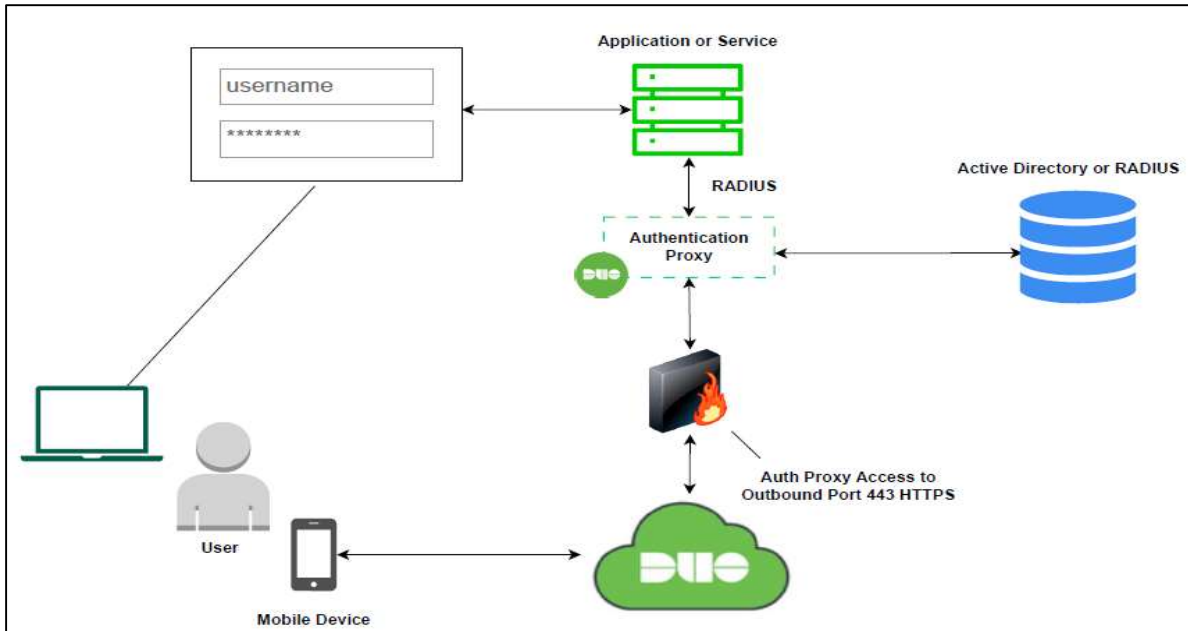 Application or Service
username
********
RADIUS
Active Directory or RADIUS
Authentication
Proxy
DUO
Auth Proxy Access to
Outbound Port 443 HTTPS
User
DUO
Mobile Device